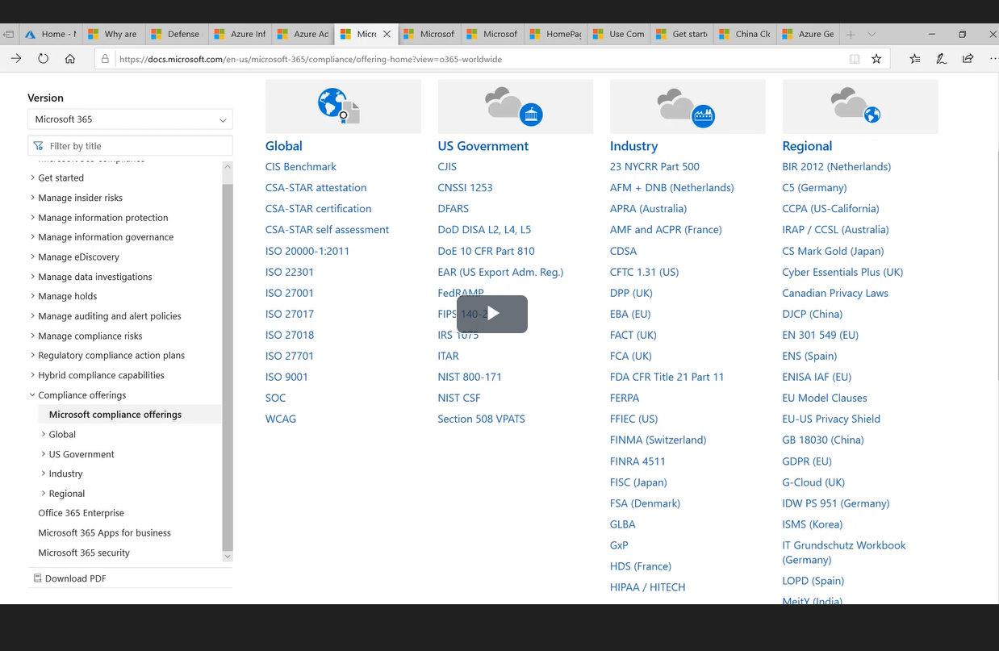 Home - M
Why are
Defense
Azure Inf
Azure Ad
Micro
Microsof
Microsof
HomePag
Use Com
Get starte
China Clo
Azure Ge
https://docs.microsoft.com/en-us/microsoft-365/compliance/offering-home?view=o365-worldwide
Version
Microsoft 365
Filter by title
Microsoft 365 compliance
Get started
Manage insider risks
Manage information protection
Manage information governance
Manage eDiscovery
Manage data investigations
Manage holds
Manage auditing and alert policies
Manage compliance risks
Regulatory compliance action plans
Hybrid compliance capabilities
Compliance offerings
Microsoft compliance offerings
Global
US Government
Industry
Regional
Office 365 Enterprise
Microsoft 365 Apps for business
Microsoft 365 security
Download PDF
Global
CIS Benchmark
CSA-STAR attestation
CSA-STAR certification
CSA-STAR self assessment
ISO 20000-1:2011
ISO 22301
ISO 27001
ISO 27017
ISO 27018
ISO 27701
ISO 9001
SOC
WCAG
US Government
CJIS
CNSSI 1253
DFARS
DoD DISA L2, L4, L5
DoE 10 CFR Part 810
EAR (US Export Adm. Reg.)
FedRAMP
FIPS 140-2
IRS 1075
ITAR
NIST 800-171
NIST CSF
Section 508 VPATS
Industry
23 NYCRR Part 500
AFM + DNB (Netherlands)
APRA (Australia)
AMF and ACPR (France)
CDSA
CFTC 1.31 (US)
DPP (UK)
EBA (EU)
FACT (UK)
FCA (UK)
FDA CFR Title 21 Part 11
FERPA
FFIEC (US)
FINMA (Switzerland)
FINRA 4511
FISC (Japan)
FSA (Denmark)
GLBA
GxP
HDS (France)
HIPAA / HITECH
Regional
BIR 2012 (Netherlands)
C5 (Germany)
CCPA (US-California)
IRAP / CCSL (Australia)
CS Mark Gold (Japan)
Cyber Essentials Plus (UK)
Canadian Privacy Laws
DJCP (China)
EN 301 549 (EU)
ENS (Spain)
ENISA IAF (EU)
EU Model Clauses
EU-US Privacy Shield
GB 18030 (China)
GDPR (EU)
G-Cloud (UK)
IDW PS 951 (Germany)
ISMS (Korea)
IT Grundschutz Workbook
(Germany)
LOPD (Spain)
MeitY (India)